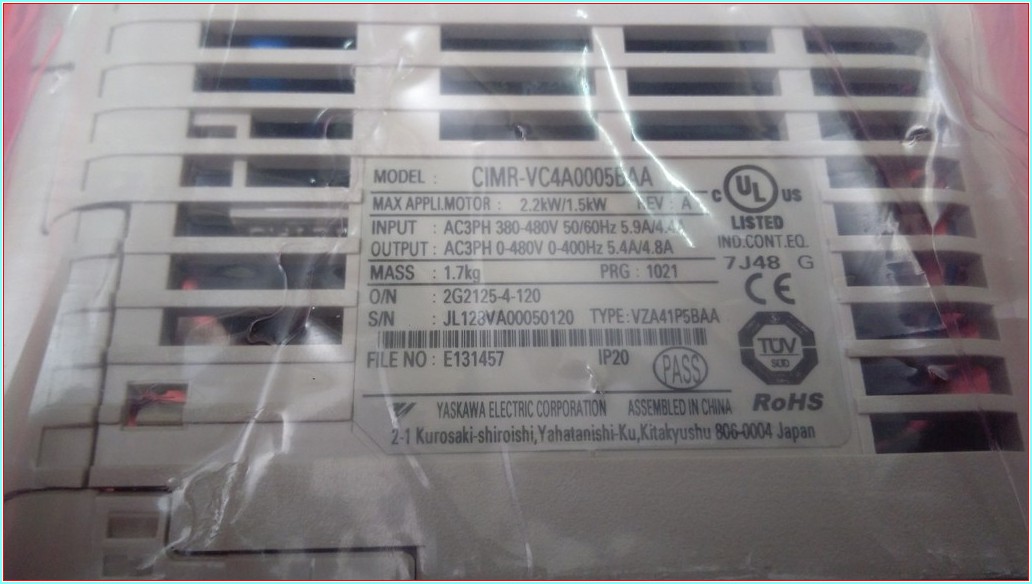 MODEL : CIMR-VC4A0005BAA
MAX APPLI.MOTOR : 2.2kW/1.5kW REV : A
INPUT : AC3PH 380-480V 50/60Hz 5.9A/4.4A
OUTPUT : AC3PH 0-480V 0-400Hz 5.4A/4.8A
MASS : 1.7kg PRG : 1021
O/N : 2G2125-4-120
S/N : JL128VA00050120 TYPE : VZA41P5BAA
FILE NO : E131457 IP20 PASS
YASKAWA ELECTRIC CORPORATION ASSEMBLED IN CHINA
2-1 Kurosaki-shiroishi,Yahatanishi-Ku,Kitakyushu 806-0004 Japan
C UL US
LISTED
IND.CONT.EQ.
7J48 G
CE
TÜV
SÜD
RoHS